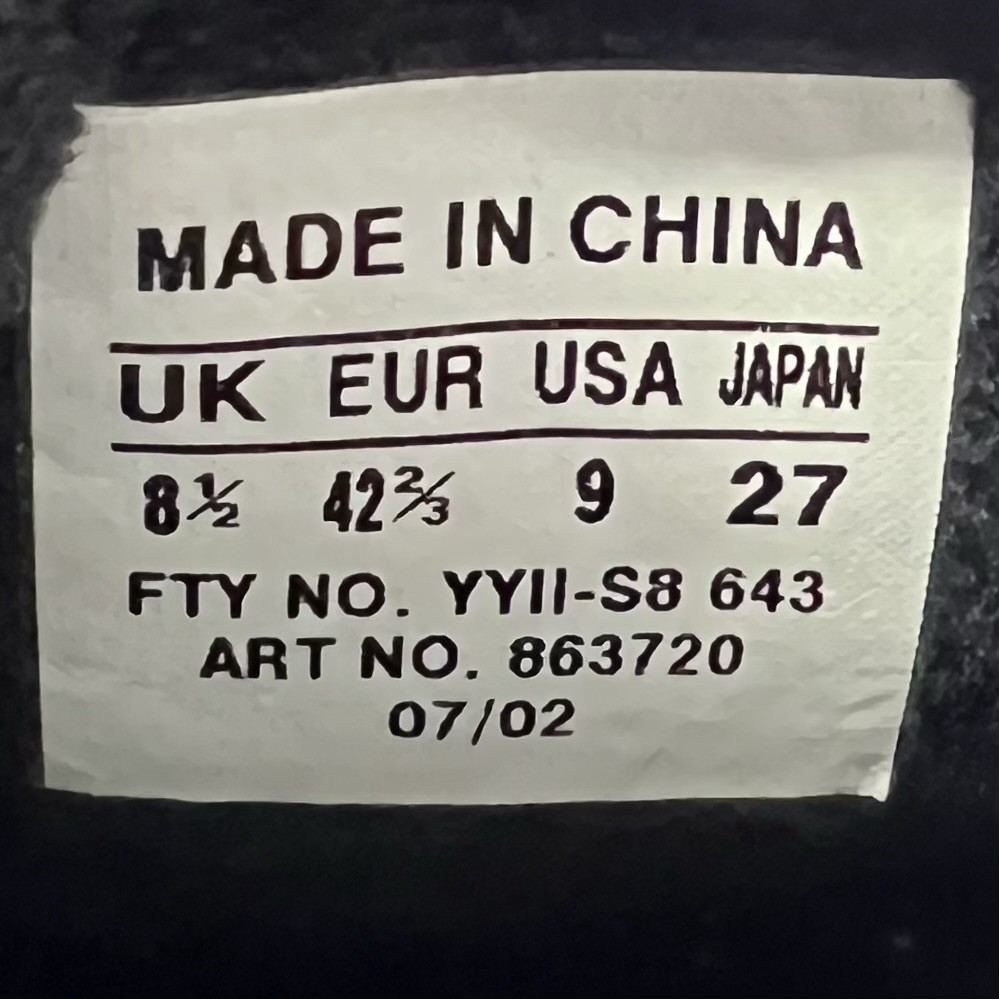 MADE IN CHINA
UK EUR USA JAPAN
8½ 42⅔ 9 27
FTY NO. YYII-S8 643
ART NO. 863720
07/02